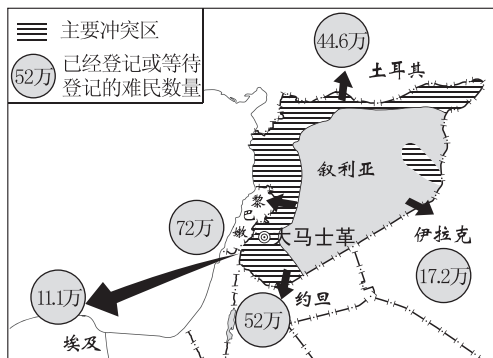 主要冲突区
52万
已经登记或等待
登记的难民数量
44.6万
土耳其
叙利亚
黎
巴
嫩
72万
大马士革
伊拉克
17.2万
11.1万
约旦
52万
埃及